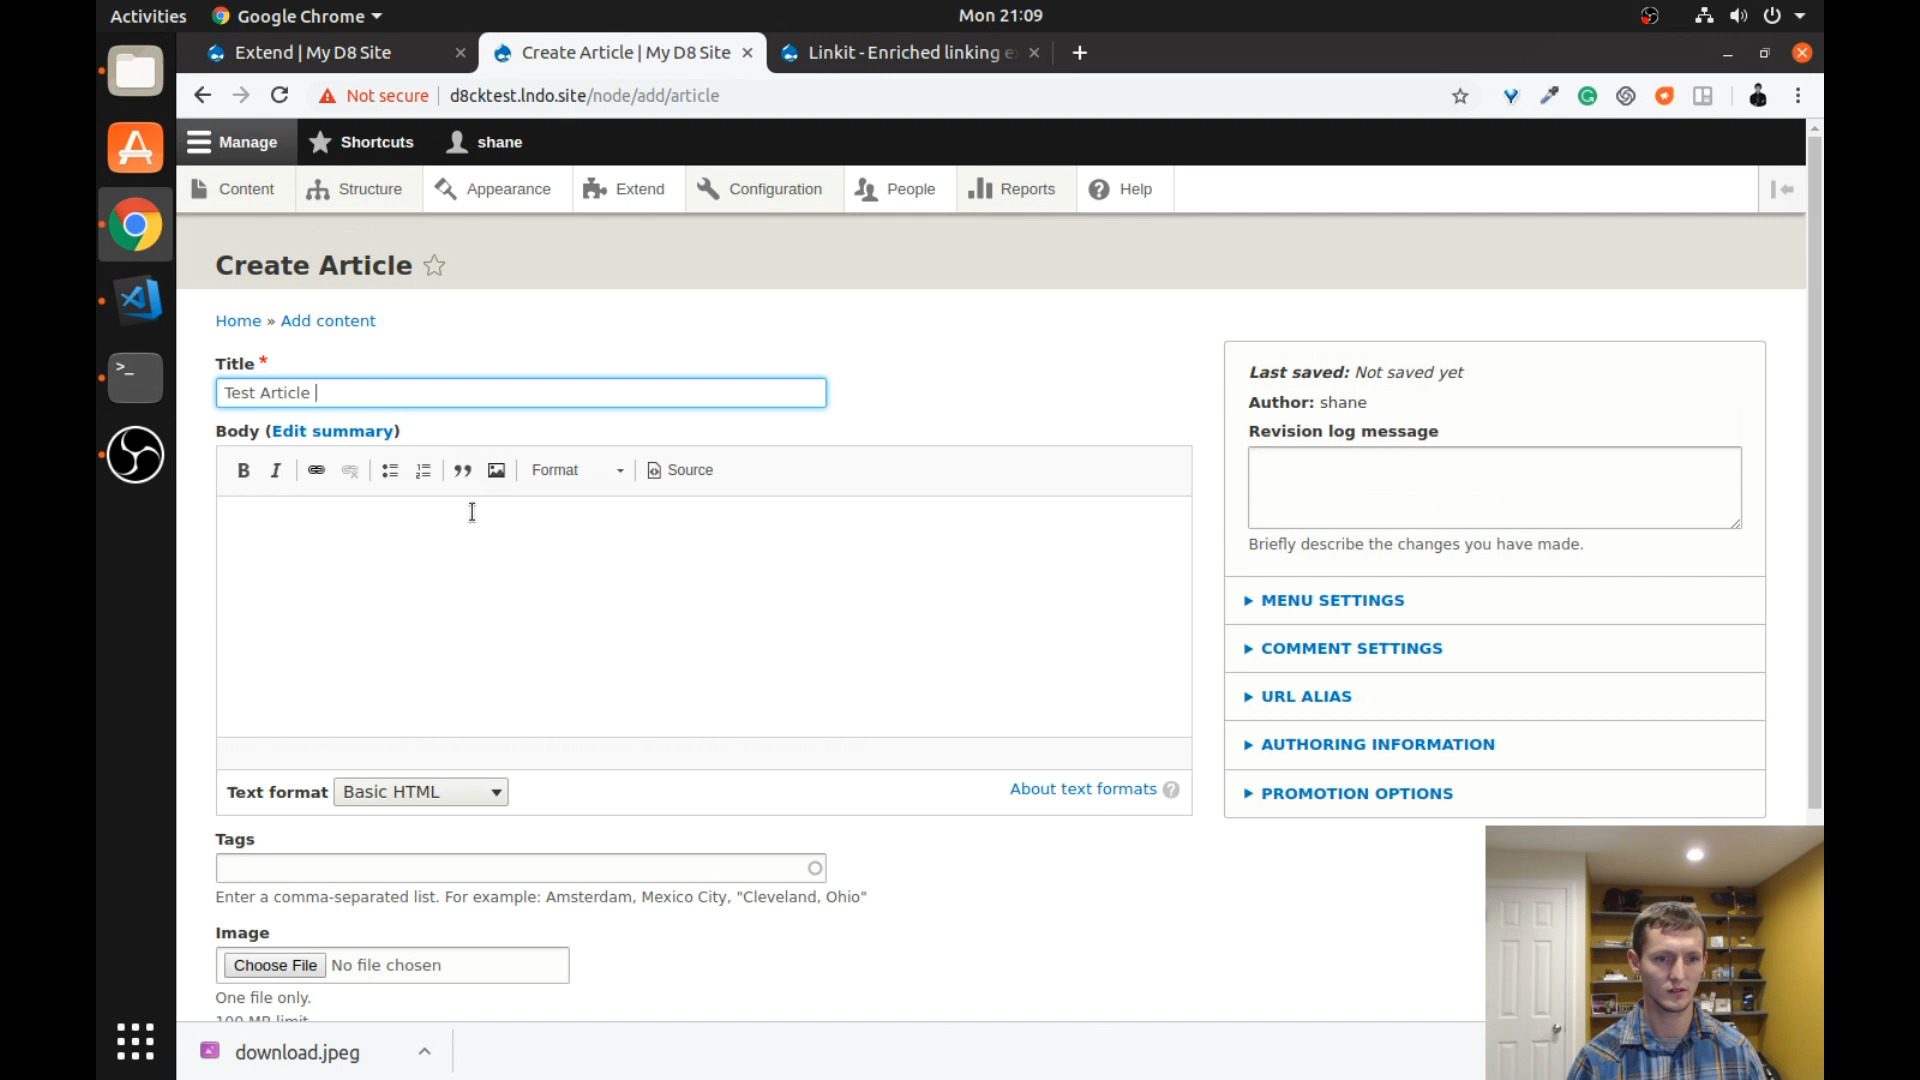 Activities
Google Chrome
Mon 21:09
Extend | My D8 Site
Create Article | My D8 Site
Linkit - Enriched linking e
Not secure
d8cktest.lndo.site/node/add/article
Manage
Shortcuts
shane
Content
Structure
Appearance
Extend
Configuration
People
Reports
Help
Create Article
Home » Add content
Title *
Test Article
Body (Edit summary)
B I
Format
Source
Text format
Basic HTML
About text formats
Tags
Enter a comma-separated list. For example: Amsterdam, Mexico City, "Cleveland, Ohio"
Image
Choose File No file chosen
One file only.
100 MB limit.
Last saved: Not saved yet
Author: shane
Revision log message
Briefly describe the changes you have made.
MENU SETTINGS
COMMENT SETTINGS
URL ALIAS
AUTHORING INFORMATION
PROMOTION OPTIONS
download.jpeg